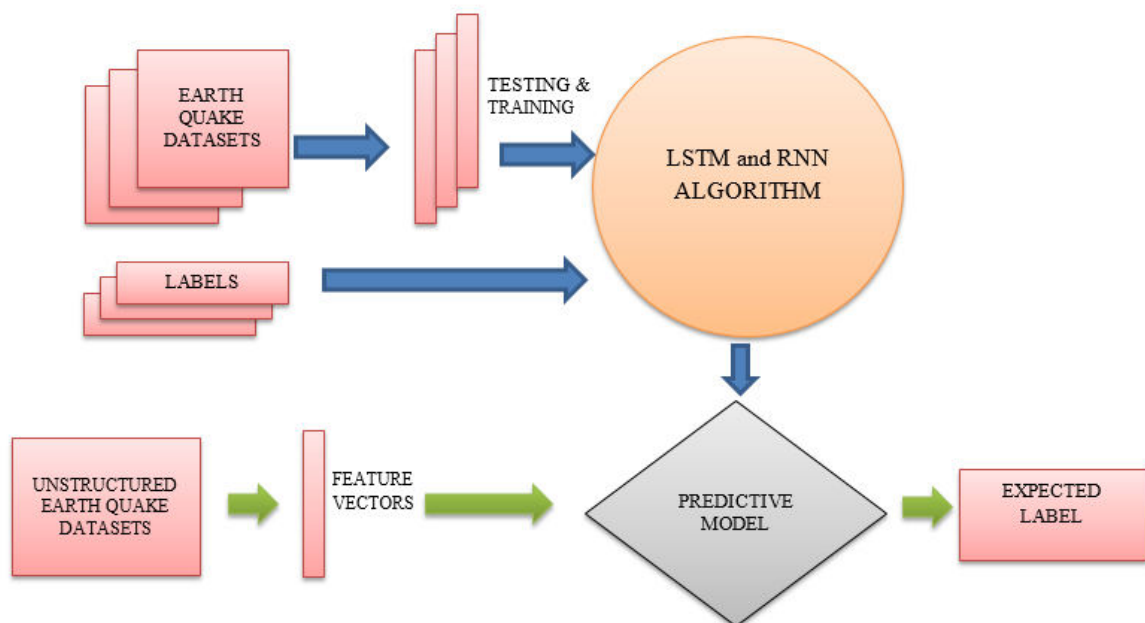 EARTH
QUAKE
DATASETS
TESTING &
TRAINING
LSTM and RNN
ALGORITHM
LABELS
UNSTRUCTURED
EARTH QUAKE
DATASETS
FEATURE
VECTORS
PREDICTIVE
MODEL
EXPECTED
LABEL